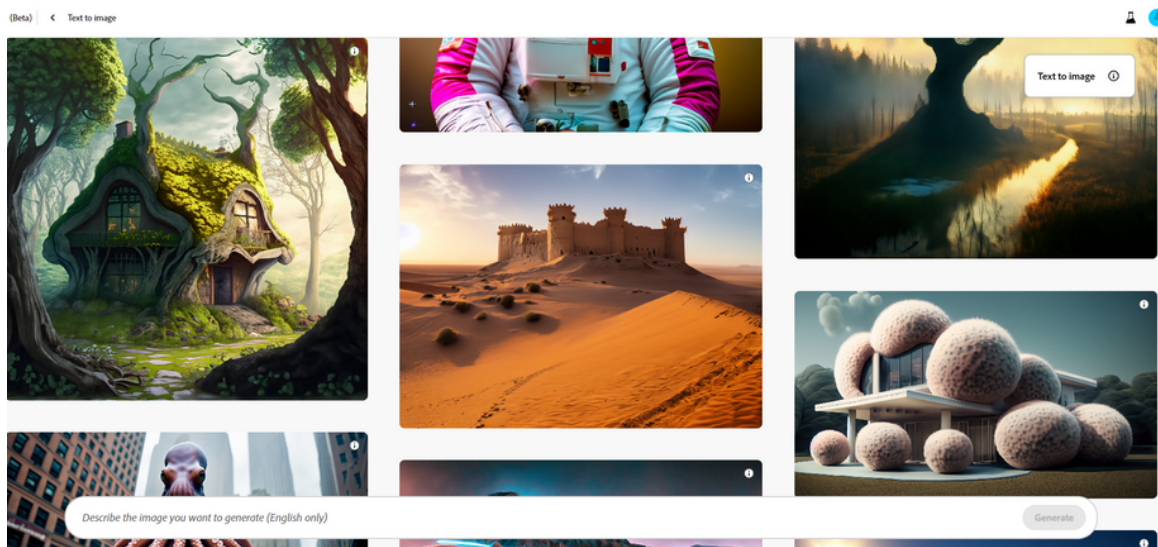 (Beta)
Text to image
Text to image
Describe the image you want to generate (English only)
Generate